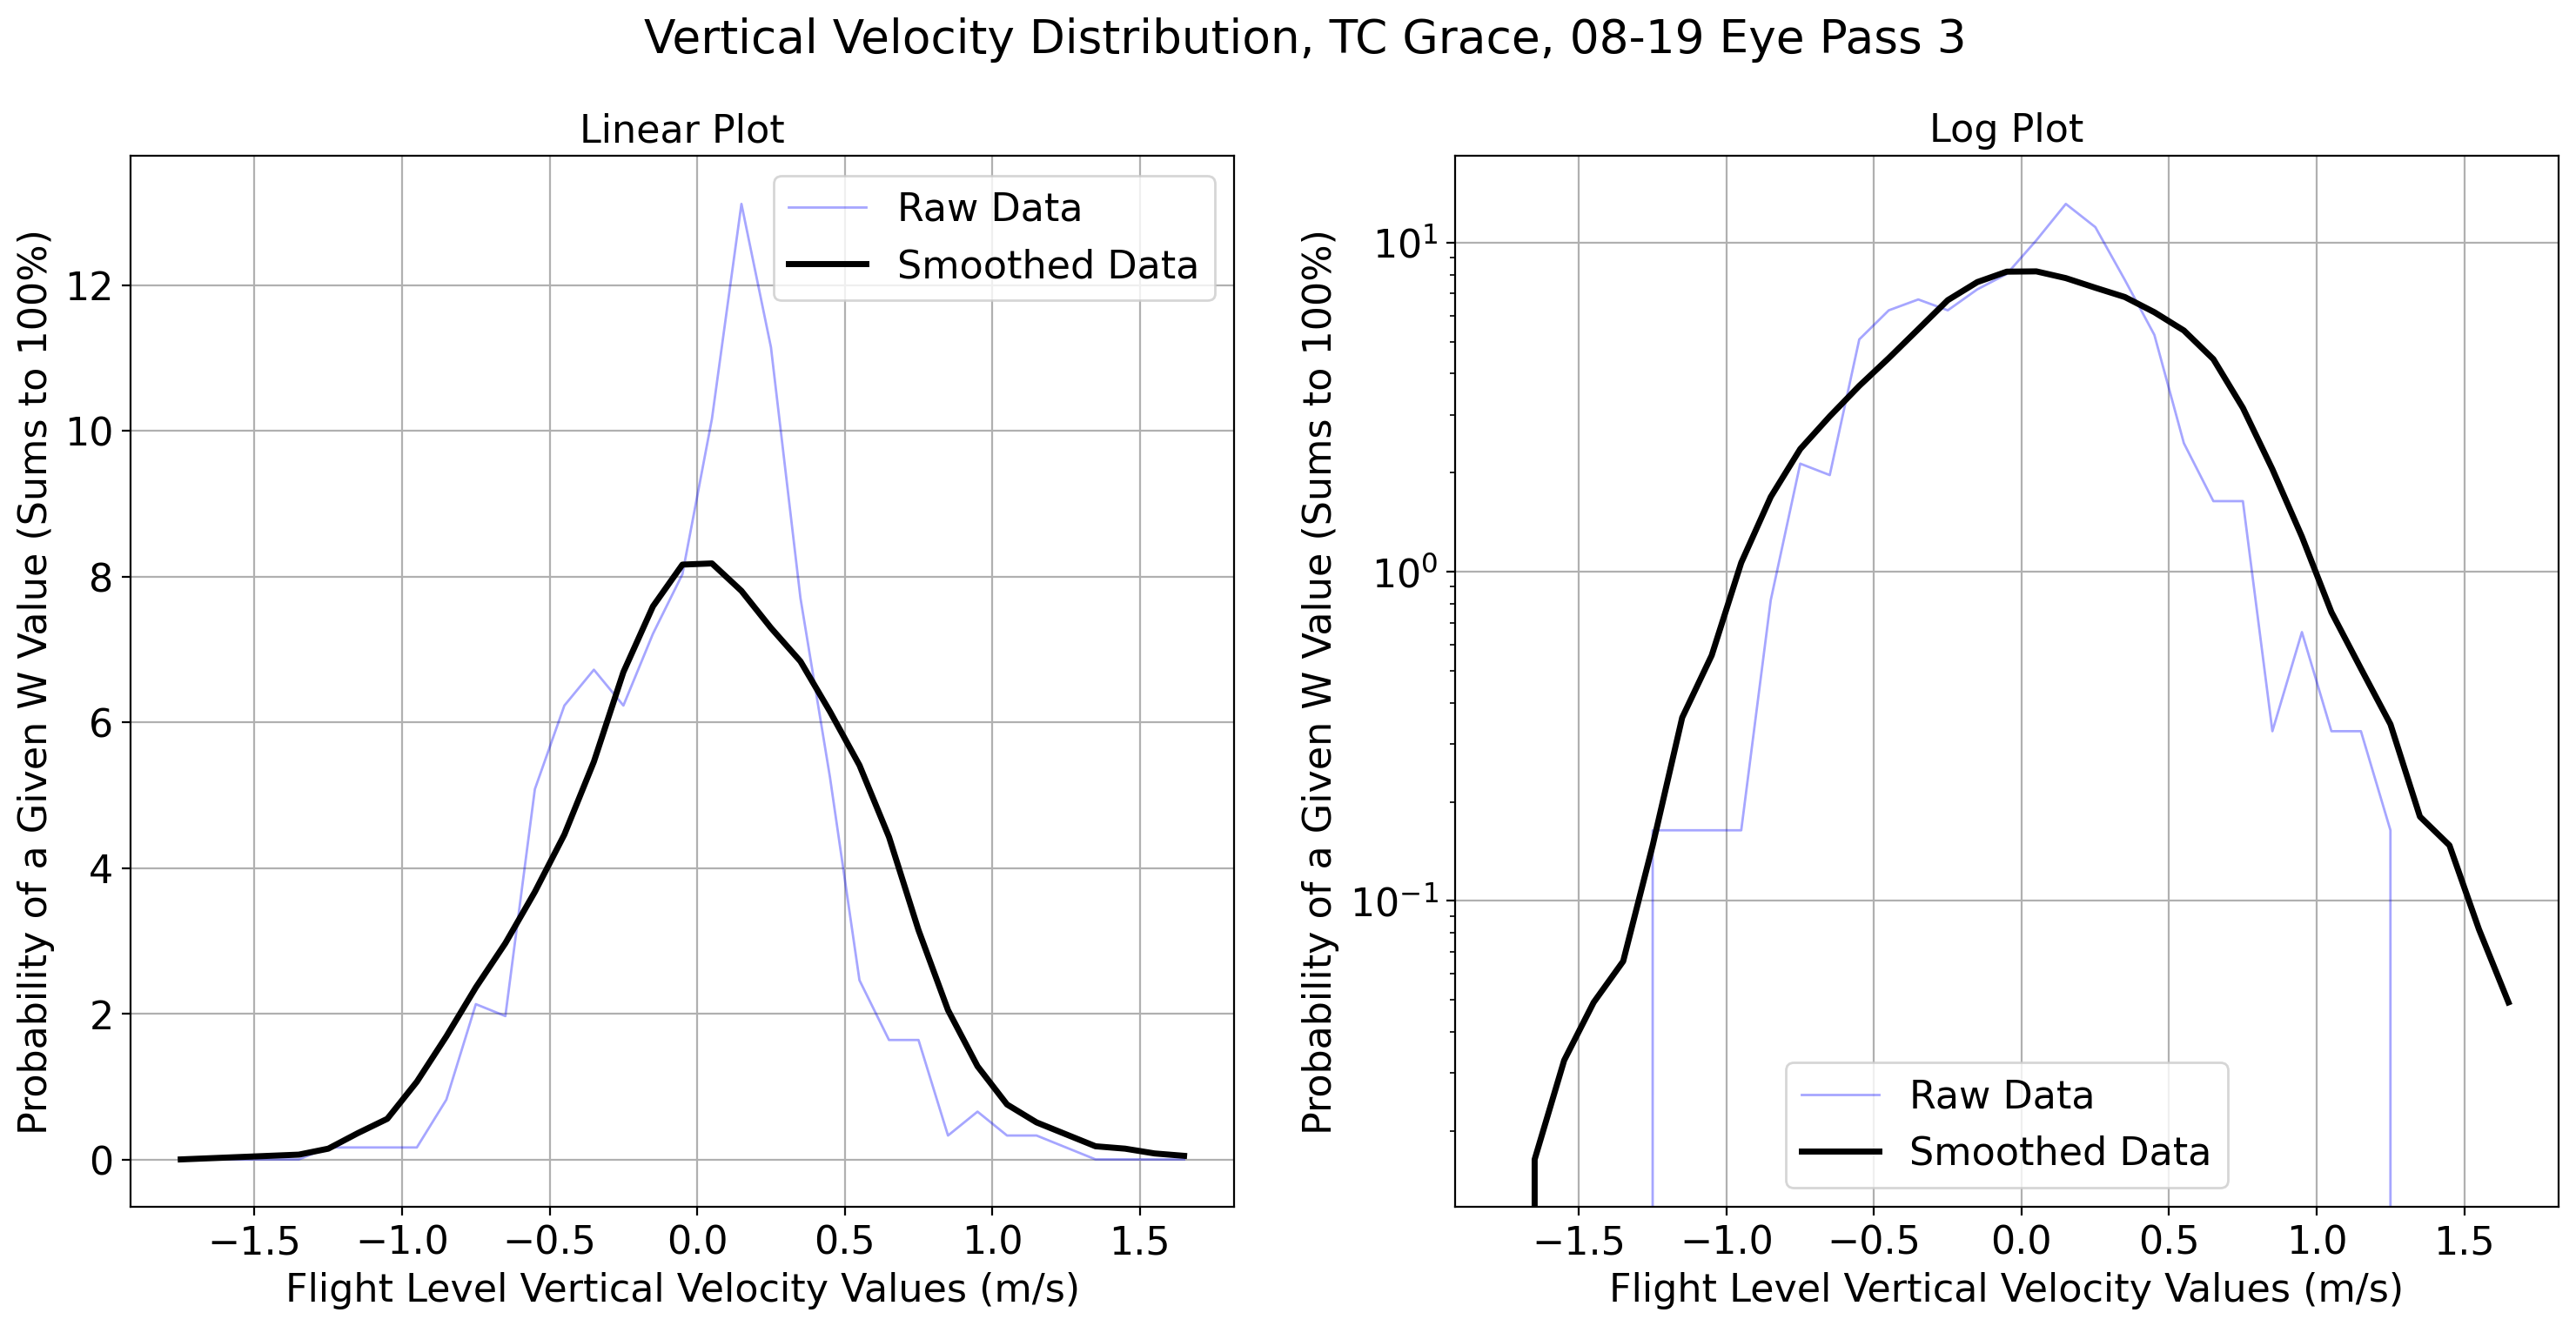 Vertical Velocity Distribution, TC Grace, 08-19 Eye Pass 3
Linear Plot
Probability of a Given W Value (Sums to 100%)
12
10
8
6
4
2
0
Raw Data
Smoothed Data
−1.5 −1.0 −0.5 0.0 0.5 1.0 1.5
Flight Level Vertical Velocity Values (m/s)
Log Plot
Probability of a Given W Value (Sums to 100%)
10¹
10⁰
10⁻¹
Raw Data
Smoothed Data
−1.5 −1.0 −0.5 0.0 0.5 1.0 1.5
Flight Level Vertical Velocity Values (m/s)